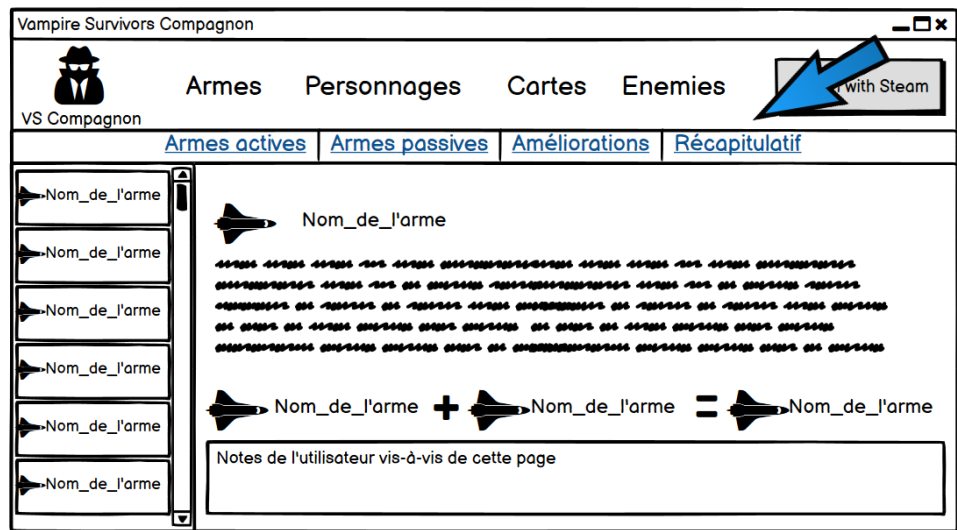 Vampire Survivors Compagnon
Armes Personnages Cartes Enemies with Steam
VS Compagnon
Armes actives Armes passives Améliorations Récapitulatif
Nom_de_l'arme
Nom_de_l'arme
Nom_de_l'arme
Nom_de_l'arme
Nom_de_l'arme
Nom_de_l'arme
Nom_de_l'arme
Nom_de_l'arme + Nom_de_l'arme = Nom_de_l'arme
Notes de l'utilisateur vis-à-vis de cette page